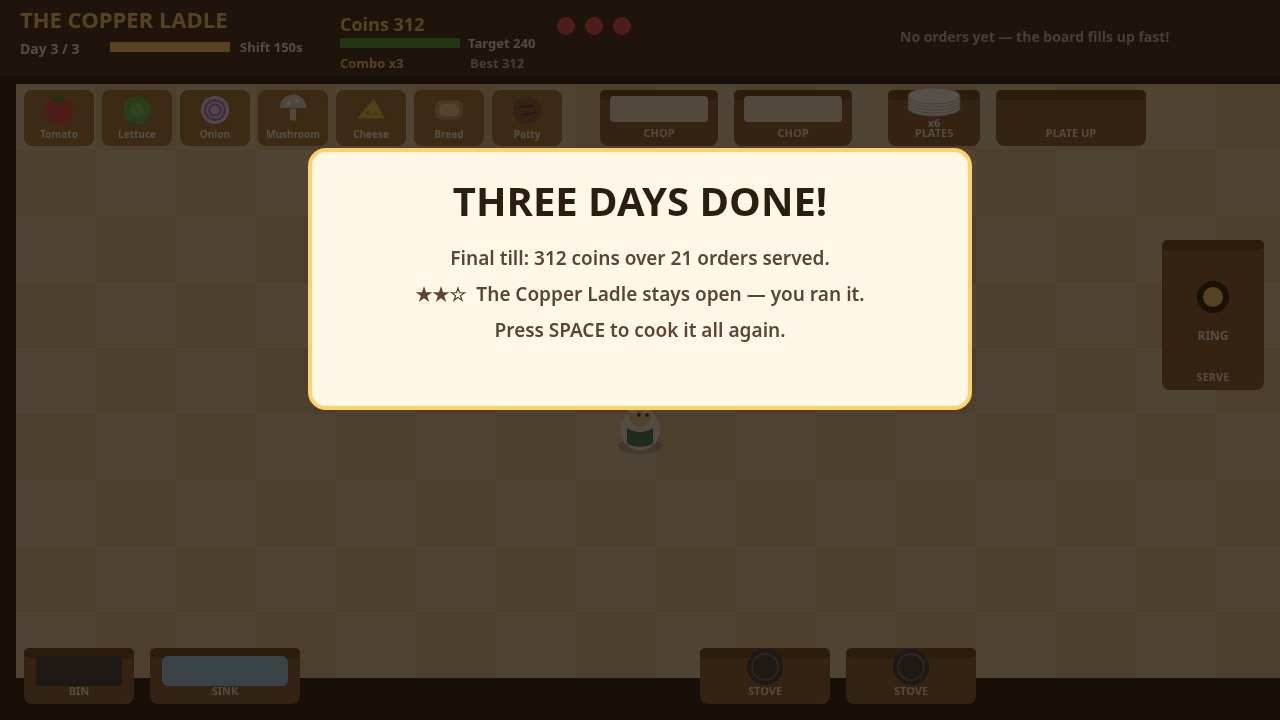 THE COPPER LADLE
Day 3 / 3
Shift 150s
Coins 312
Target 240
Combo x3
Best 312
No orders yet — the board fills up fast!
Tomato
Lettuce
Onion
Mushroom
Cheese
Bread
Patty
CHOP
CHOP
x6
PLATES
PLATE UP
THREE DAYS DONE!
Final till: 312 coins over 21 orders served.
★★☆ The Copper Ladle stays open — you ran it.
Press SPACE to cook it all again.
RING
SERVE
BIN
SINK
STOVE
STOVE